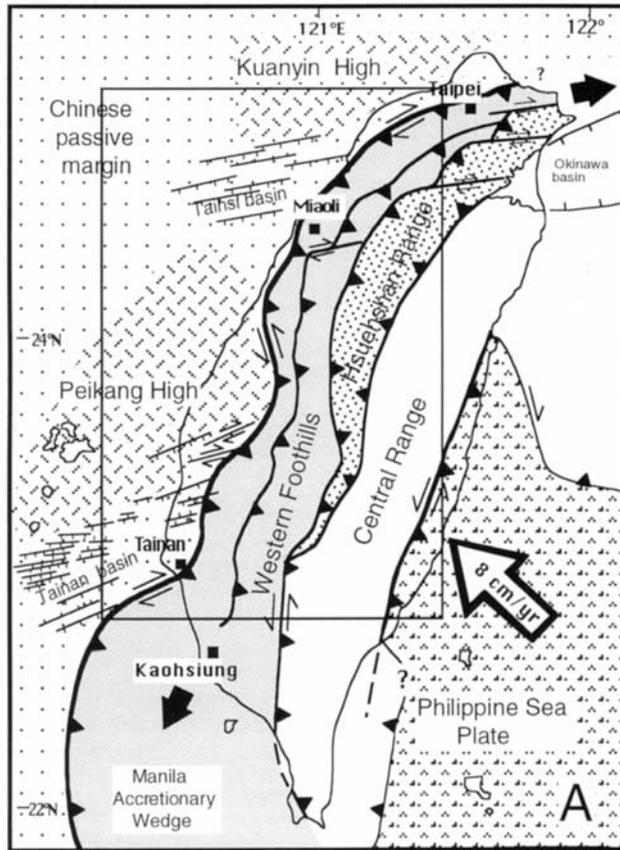 121°E
122°
Kuanyin High
?
Taipei
Chinese
passive
margin
Okinawa
basin
Taihsi basin
Miaoli
Hsuehshan Range
24°N
Peikang High
Central Range
Western Foothills
Tainan
8 cm/yr
Tainan basin
Kaohsiung
?
Philippine Sea
Plate
Manila
Accretionary
Wedge
22°N
A